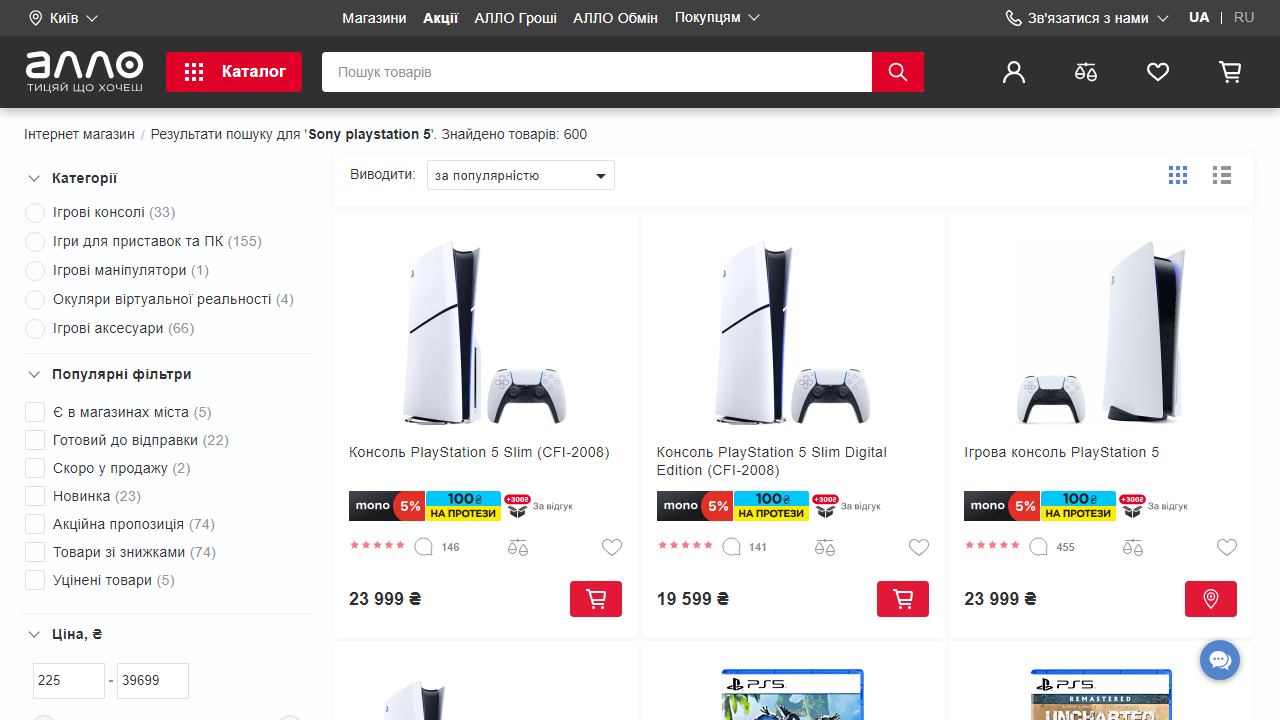 Київ
Магазини Акції АЛЛО Гроші АЛЛО Обмін Покупцям
Зв'язатися з нами UA | RU
алло
ТИЦЯЙ ЩО ХОЧЕШ
Каталог
Пошук товарів
Інтернет магазин / Результати пошуку для 'Sony playstation 5'. Знайдено товарів: 600
Категорії
Ігрові консолі (33)
Ігри для приставок та ПК (155)
Ігрові маніпулятори (1)
Окуляри віртуальної реальності (4)
Ігрові аксесуари (66)
Популярні фільтри
Є в магазинах міста (5)
Готовий до відправки (22)
Скоро у продажу (2)
Новинка (23)
Акційна пропозиція (74)
Товари зі знижками (74)
Уцінені товари (5)
Ціна, ₴
225 - 39699
Виводити: за популярністю
Консоль PlayStation 5 Slim (CFI-2008)
mono 5% 100₴ НА ПРОТЕЗИ +300₴ За відгук
146
23 999 ₴
Консоль PlayStation 5 Slim Digital
Edition (CFI-2008)
mono 5% 100₴ НА ПРОТЕЗИ +300₴ За відгук
141
19 599 ₴
Ігрова консоль PlayStation 5
mono 5% 100₴ НА ПРОТЕЗИ +300₴ За відгук
455
23 999 ₴
PS5
PS5
REMASTERED
UNCHARTED